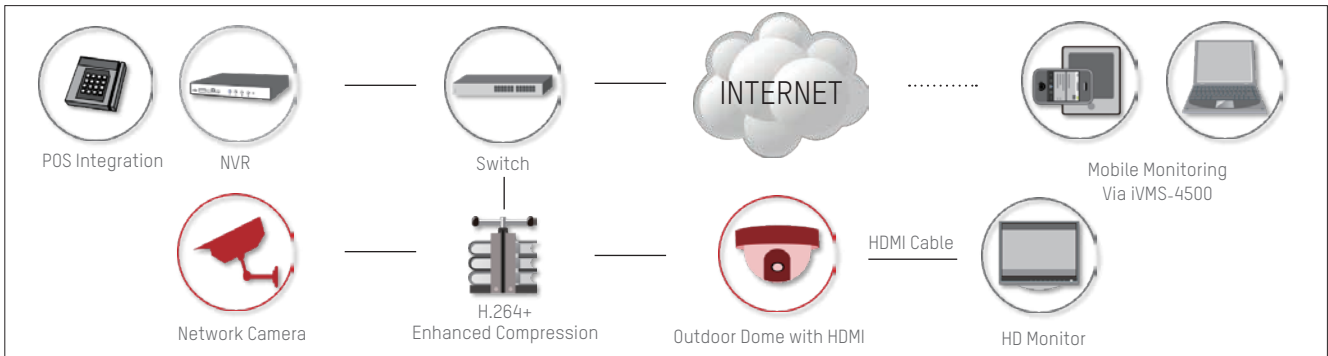 INTERNET
POS Integration
NVR
Switch
Mobile Monitoring
Via iVMS-4500
HDMI Cable
Network Camera
H.264+
Enhanced Compression
Outdoor Dome with HDMI
HD Monitor